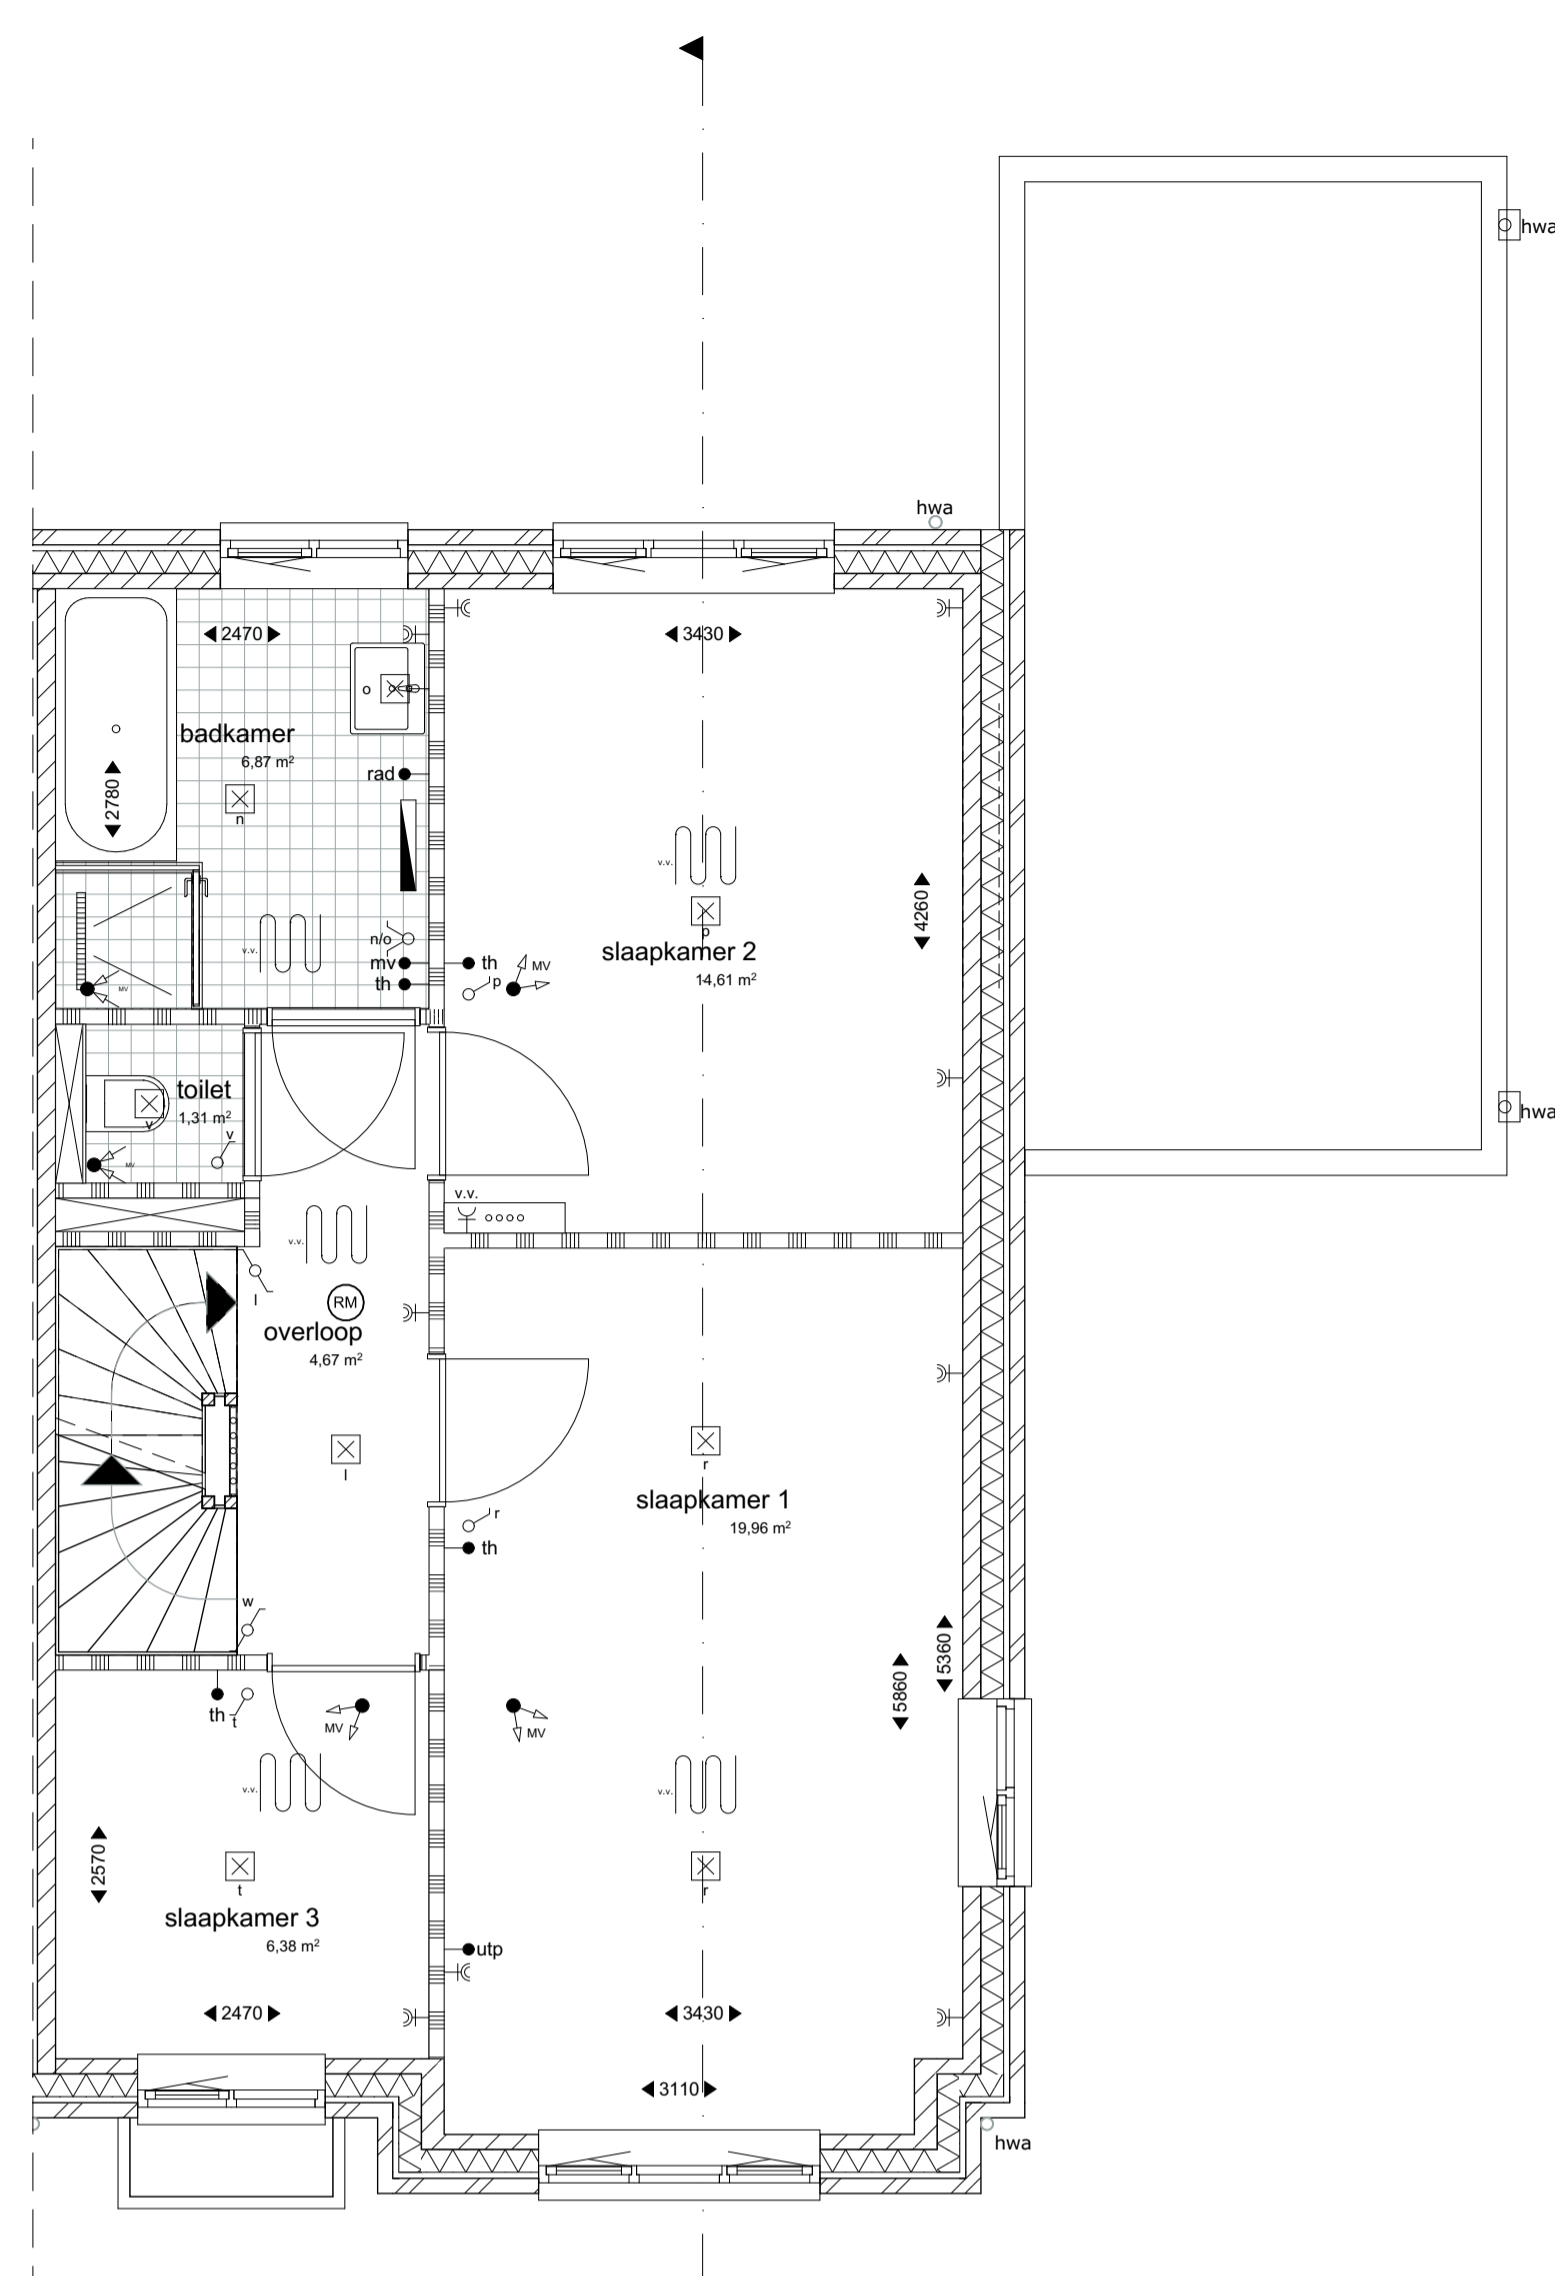 hwa
hwa
2470
3430
badkamer
6,87 m²
o
rad
2780
n
v.v.
4260
p
slaapkamer 2
14,61 m²
v.v.
n/o
mv
th
th
p
MV
MV
toilet
1,31 m²
v
v
MV
hwa
v.v.
v.v.
l
RM
overloop
4,67 m²
l
r
slaapkamer 1
19,96 m²
r
th
w
5360
5860
th
t
MV
MV
v.v.
v.v.
2570
t
r
slaapkamer 3
6,38 m²
utp
2470
3430
3110
hwa